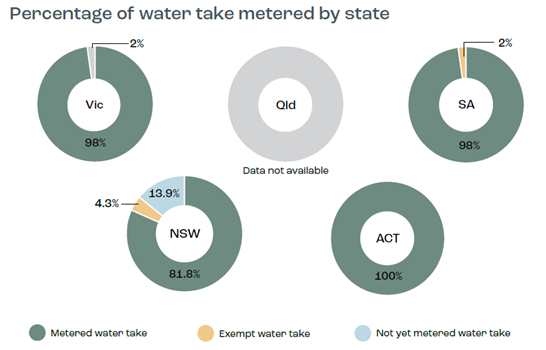 Percentage of water take metered by state
2%
Vic
98%
Qld
Data not available
2%
SA
98%
13.9%
4.3%
NSW
81.8%
ACT
100%
Metered water take
Exempt water take
Not yet metered water take